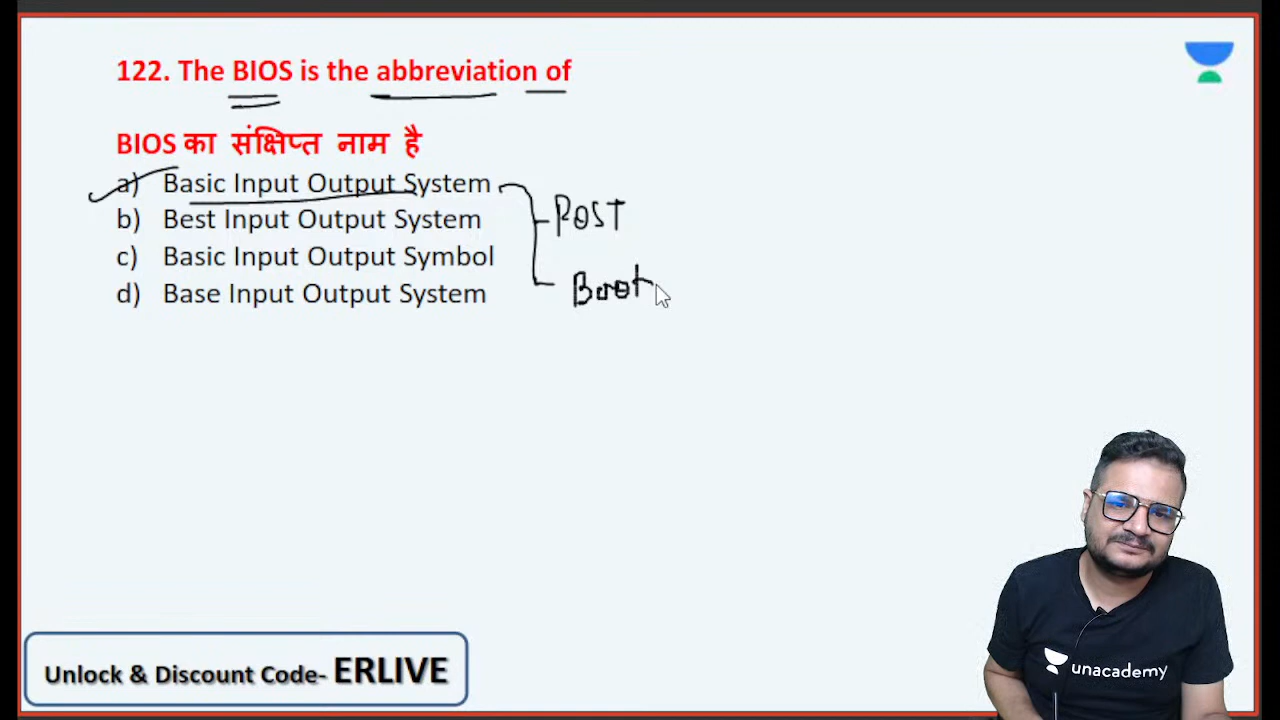 122. The BIOS is the abbreviation of
BIOS का संक्षिप्त नाम है
a) Basic Input Output System
b) Best Input Output System
c) Basic Input Output Symbol
d) Base Input Output System
POST
Boot
unacademy
Unlock & Discount Code- ERLIVE